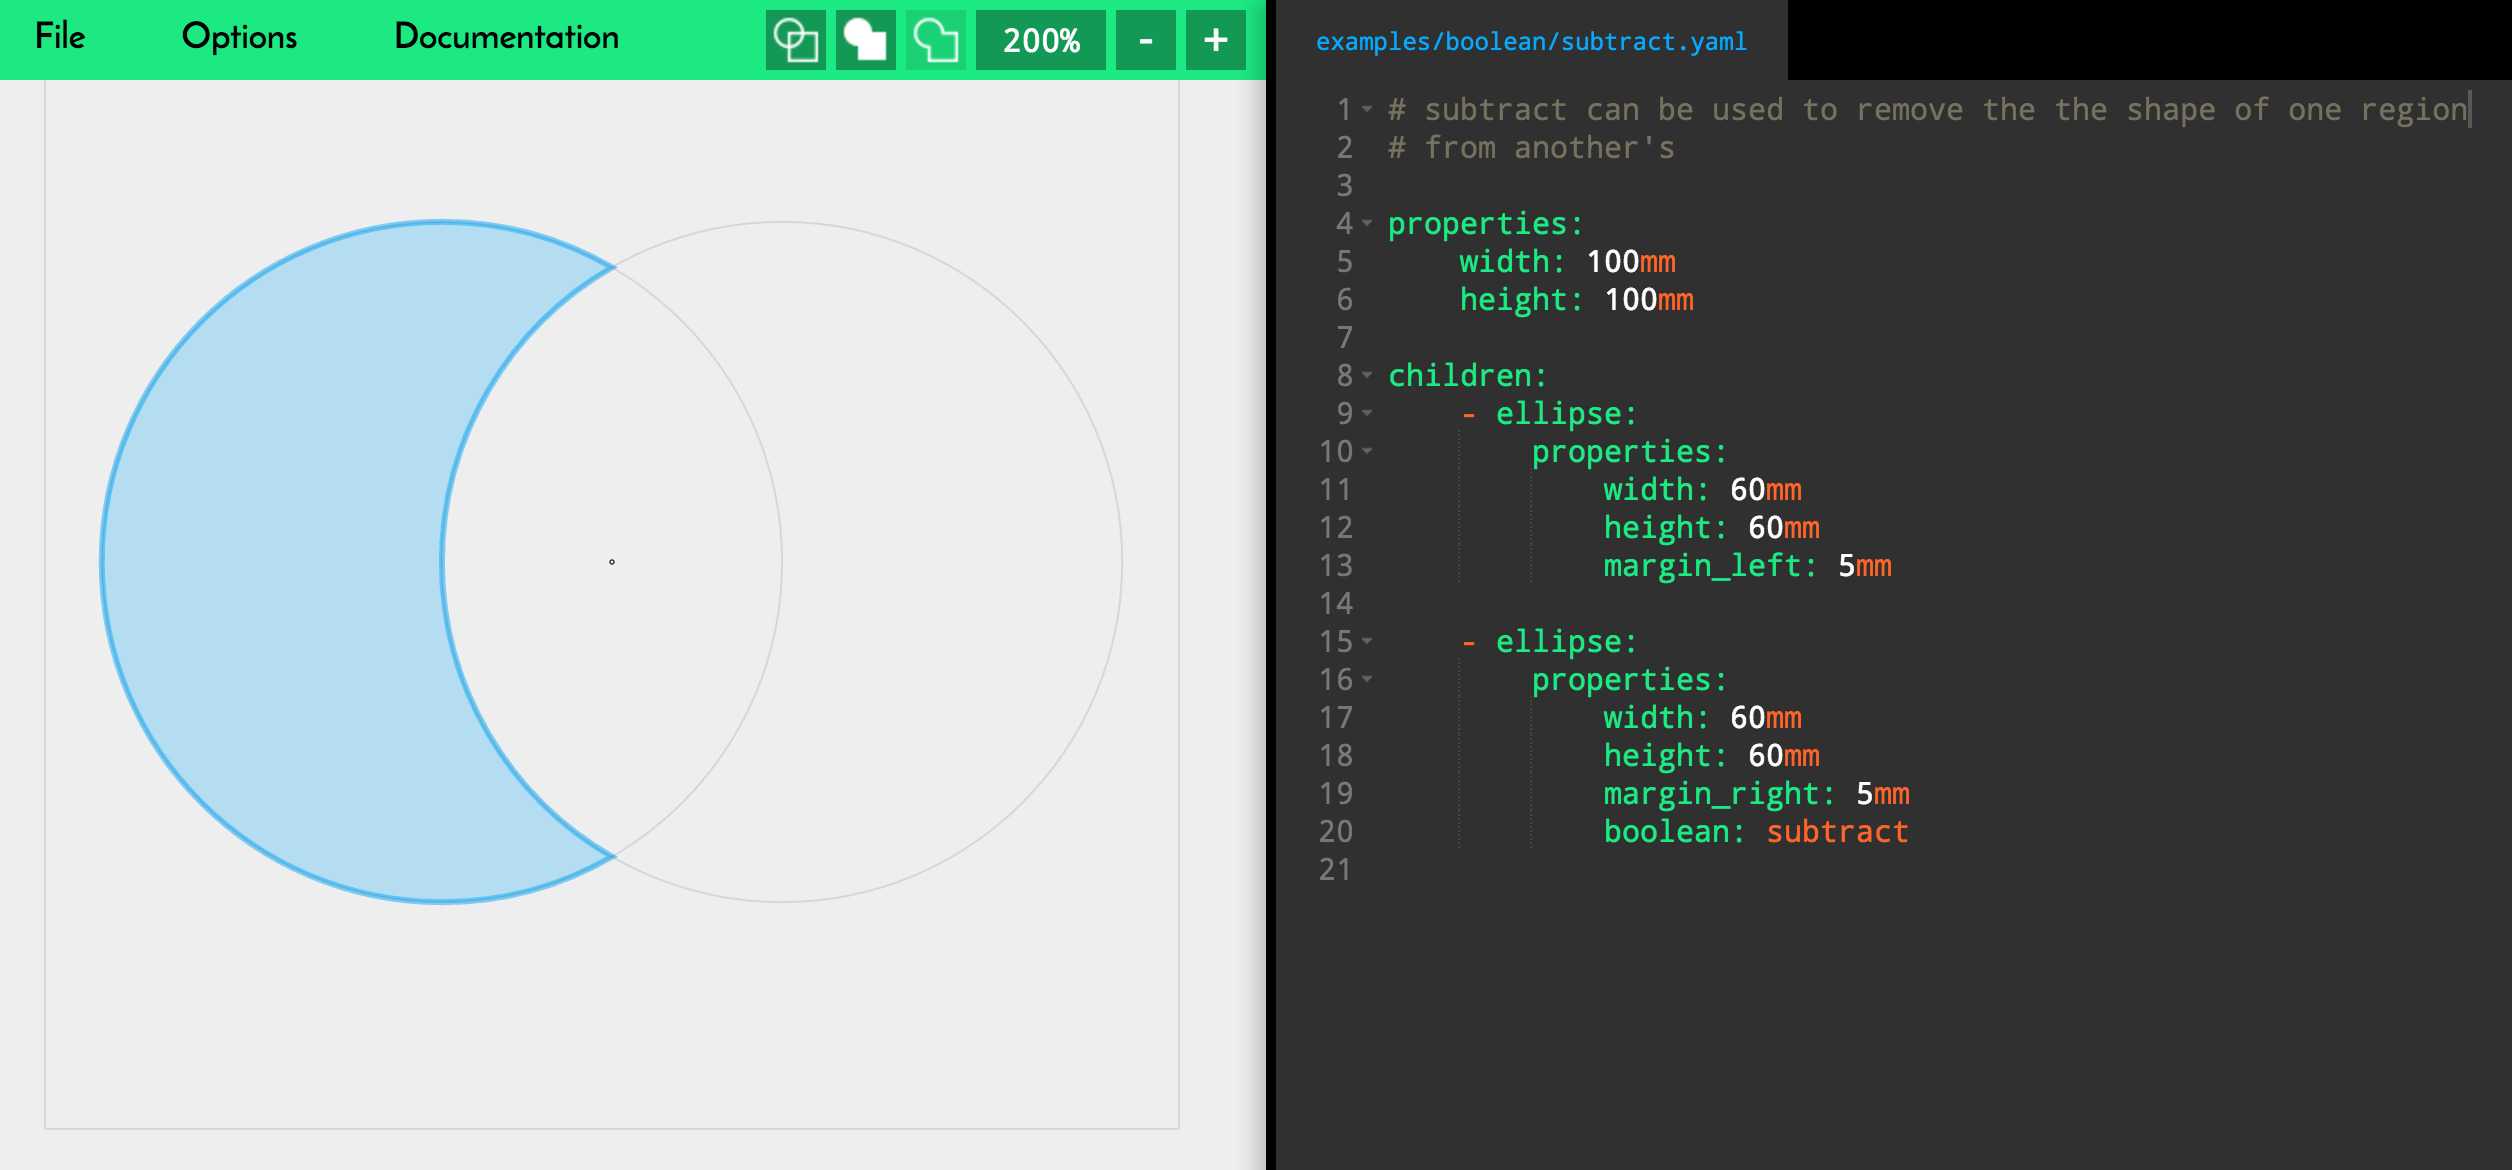 File Options Documentation 200% - +
examples/boolean/subtract.yaml
1 # subtract can be used to remove the the shape of one region
2 # from another's
3
4 properties:
5 width: 100mm
6 height: 100mm
7
8 children:
9 - ellipse:
10 properties:
11 width: 60mm
12 height: 60mm
13 margin_left: 5mm
14
15 - ellipse:
16 properties:
17 width: 60mm
18 height: 60mm
19 margin_right: 5mm
20 boolean: subtract
21